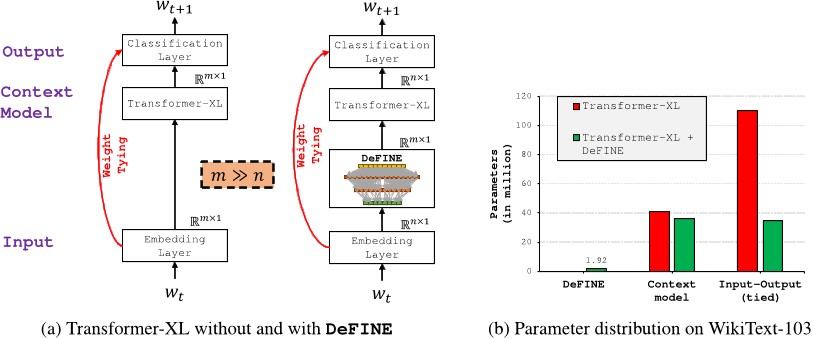 w_{t+1}
w_{t+1}
Output
Classification
Layer
Classification
Layer
ℝ^{m×1}
ℝ^{n×1}
Context
Model
Transformer-XL
Transformer-XL
ℝ^{m×1}
Weight
Tying
Weight
Tying
DeFINE
m ≫ n
ℝ^{m×1}
ℝ^{n×1}
Input
Embedding
Layer
Embedding
Layer
w_t
w_t
(a) Transformer-XL without and with DeFINE
Parameters
(in million)
120
100
80
60
40
20
0
Transformer-XL
Transformer-XL +
DeFINE
1.92
DeFINE
Context
model
Input-Output
(tied)
(b) Parameter distribution on WikiText-103